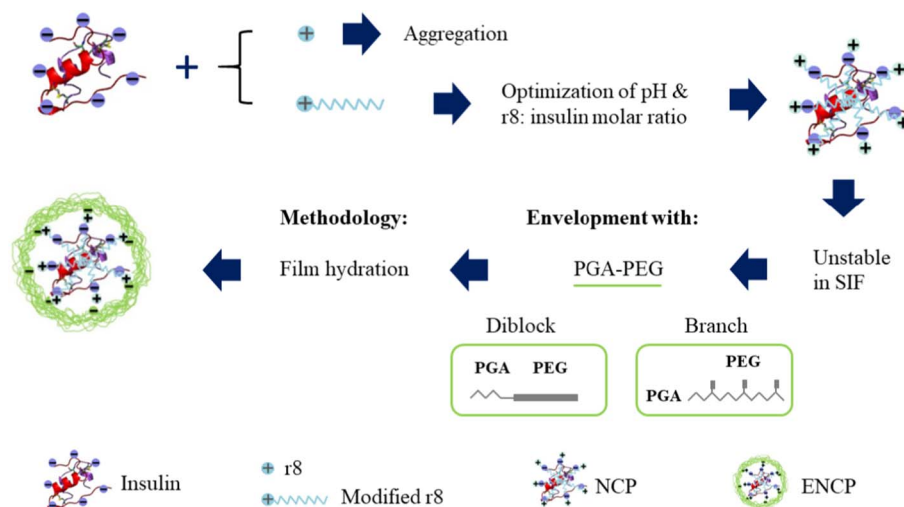 Aggregation
Optimization of pH &
r8: insulin molar ratio
Methodology:
Envelopment with:
Film hydration
PGA-PEG
Unstable
in SIF
Diblock
Branch
PGA PEG
PEG
PGA
Insulin
r8
Modified r8
NCP
ENCP